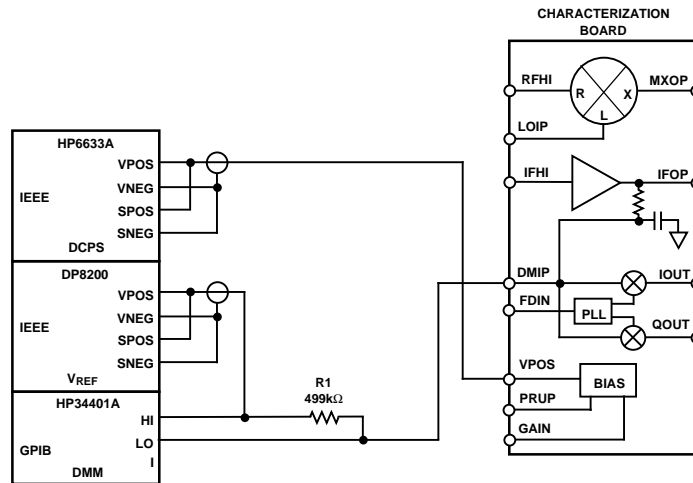 CHARACTERIZATION
BOARD
RFHI
R
X
L
MXOP
LOIP
IFHI
IFOP
HP6633A
VPOS
VNEG
IEEE
SPOS
SNEG
DCPS
DP8200
VPOS
VNEG
IEEE
SPOS
SNEG
VREF
HP34401A
HI
LO
GPIB
I
DMM
R1
499kΩ
DMIP
IOUT
FDIN
PLL
QOUT
VPOS
BIAS
PRUP
GAIN